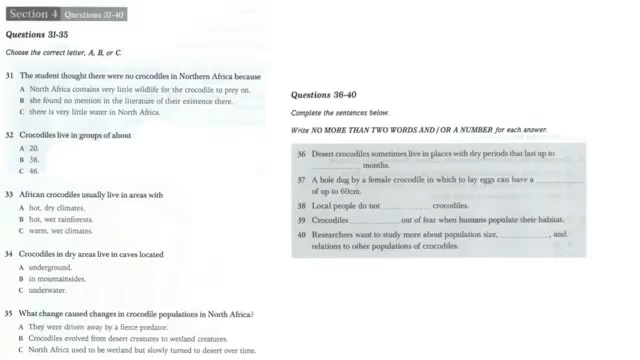 Section 4 Questions 31-40
Questions 31-35
Choose the correct letter, A, B, or C.
31 The student thought there were no crocodiles in Northern Africa because
A North Africa contains very little wildlife for the crocodile to prey on.
B she found no mention in the literature of their existence there.
C there is very little water in North Africa.
32 Crocodiles live in groups of about
A 20.
B 38.
C 46.
33 African crocodiles usually live in areas with
A hot, dry climates.
B hot, wet rainforests.
C warm, wet climates.
34 Crocodiles in dry areas live in caves located
A underground.
B in mountainsides.
C underwater.
35 What change caused changes in crocodile populations in North Africa?
A They were driven away by a fierce predator.
B Crocodiles evolved from desert creatures to wetland creatures.
C North Africa used to be wetland but slowly turned to desert over time.
Questions 36-40
Complete the sentences below.
Write NO MORE THAN TWO WORDS AND/OR A NUMBER for each answer.
36 Desert crocodiles sometimes live in places with dry periods that last up to
.................. months.
37 A hole dug by a female crocodile in which to lay eggs can have a ..................
of up to 60cm.
38 Local people do not .................. crocodiles.
39 Crocodiles .................. out of fear when humans populate their habitat.
40 Researchers want to study more about population size, .................., and
relations to other populations of crocodiles.